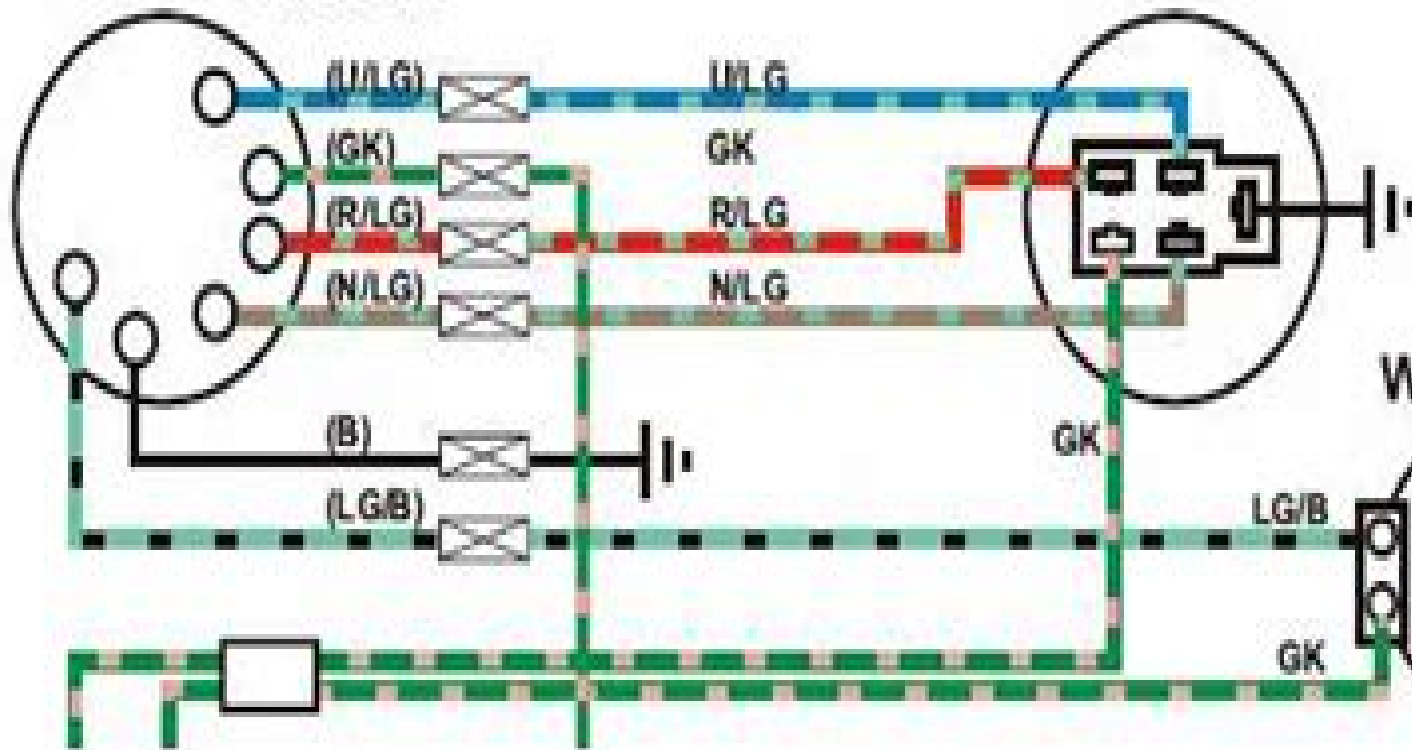 (U/LG) U/LG
(GK) GK
(R/LG) R/LG
(N/LG) N/LG
W
(B) GK
(LG/B) LG/B
GK